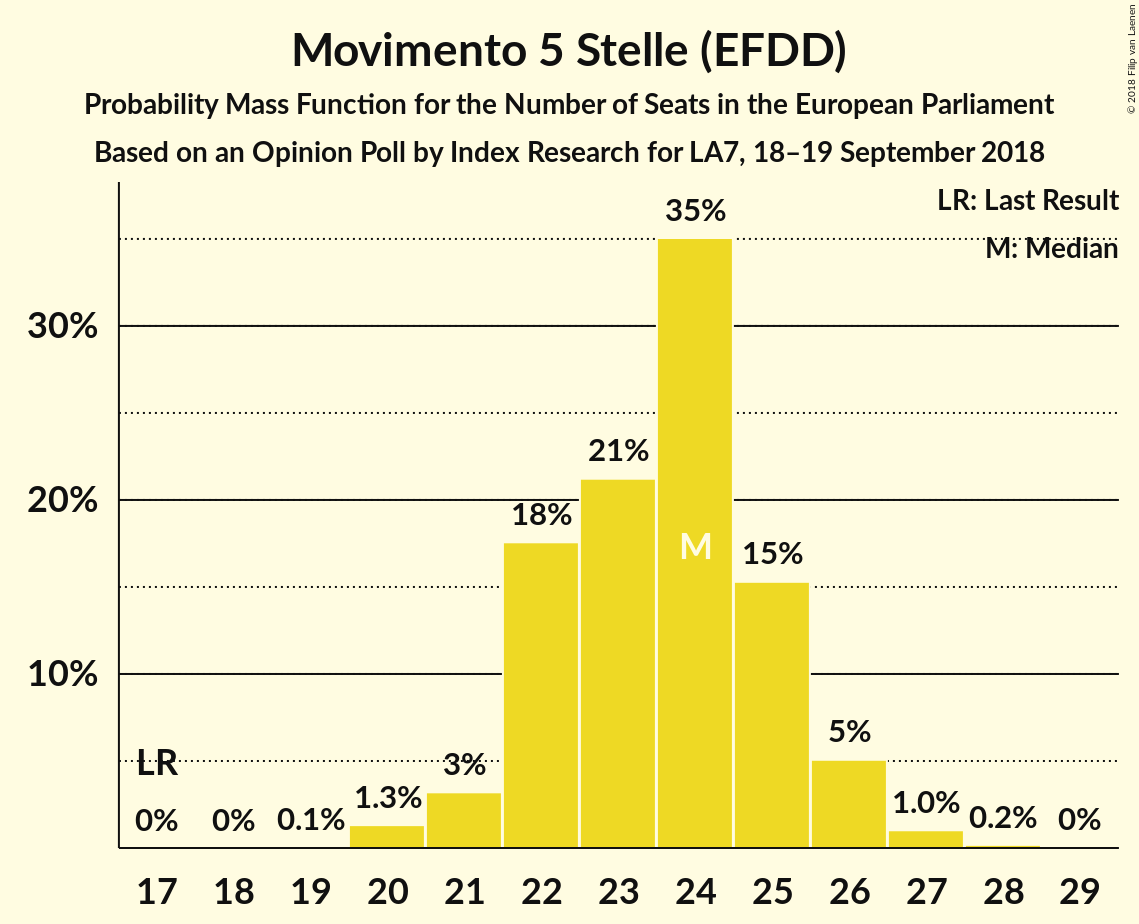 Movimento 5 Stelle (EFDD)
Probability Mass Function for the Number of Seats in the European Parliament
Based on an Opinion Poll by Index Research for LA7, 18–19 September 2018
© 2018 Filip van Laenen
LR: Last Result
M: Median
30%
20%
10%
LR
0%
0%
0.1%
1.3%
3%
18%
21%
35%
M
15%
5%
1.0%
0.2%
0%
17 18 19 20 21 22 23 24 25 26 27 28 29